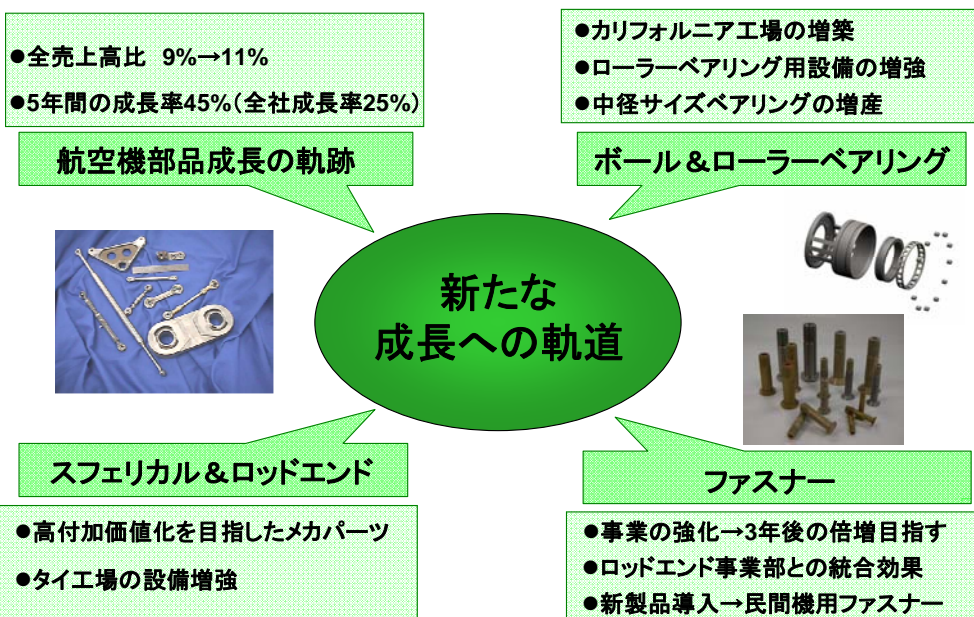 ●全売上高比 9%→11%
●5年間の成長率45%(全社成長率25%)
航空機部品成長の軌跡
●カリフォルニア工場の増築
●ローラーベアリング用設備の増強
●中径サイズベアリングの増産
ボール&ローラーベアリング
新たな
成長への軌道
スフェリカル&ロッドエンド
●高付加価値化を目指したメカパーツ
●タイ工場の設備増強
ファスナー
●事業の強化→3年後の倍増目指す
●ロッドエンド事業部との統合効果
●新製品導入→民間機用ファスナー